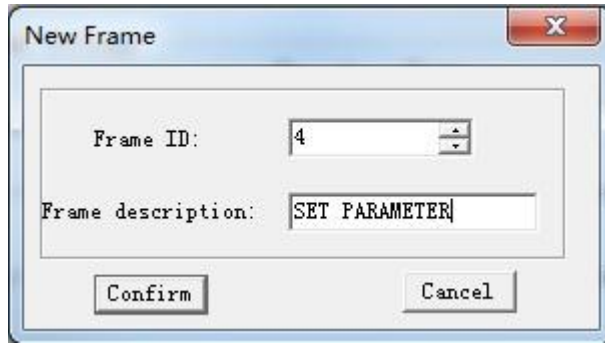 New Frame
Frame ID: 4
Frame description: SET PARAMETER
Confirm Cancel